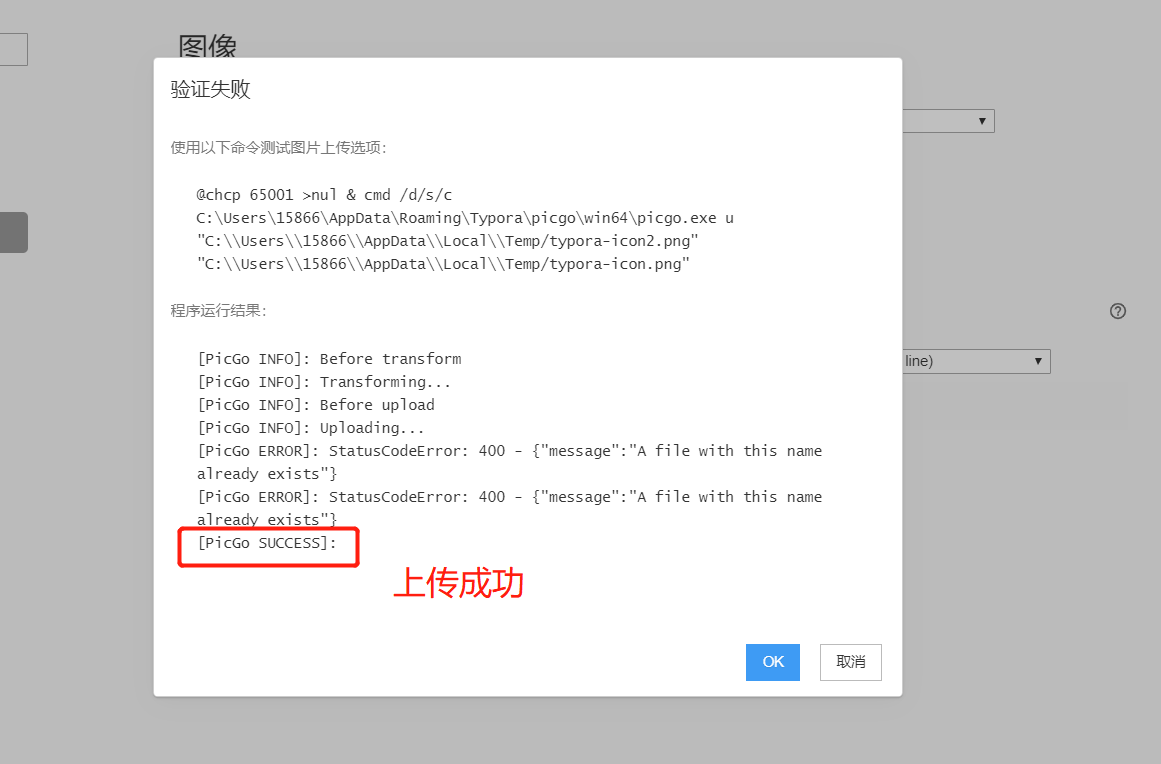 图像
验证失败
使用以下命令测试图片上传选项:
@chcp 65001 >nul & cmd /d/s/c
C:\Users\15866\AppData\Roaming\Typora\picgo\win64\picgo.exe u
"C:\\Users\\15866\\AppData\\Local\\Temp/typora-icon2.png"
"C:\\Users\\15866\\AppData\\Local\\Temp/typora-icon.png"
程序运行结果:
line)
[PicGo INFO]: Before transform
[PicGo INFO]: Transforming...
[PicGo INFO]: Before upload
[PicGo INFO]: Uploading...
[PicGo ERROR]: StatusCodeError: 400 - {"message":"A file with this name
already exists"}
[PicGo ERROR]: StatusCodeError: 400 - {"message":"A file with this name
already exists"}
[PicGo SUCCESS]:
上传成功
OK
取消